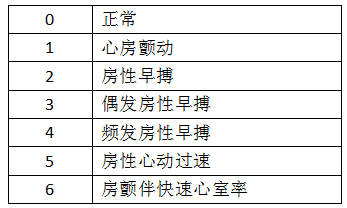 0 正常
1 心房颤动
2 房性早搏
3 偶发房性早搏
4 频发房性早搏
5 房性心动过速
6 房颤伴快速心室率